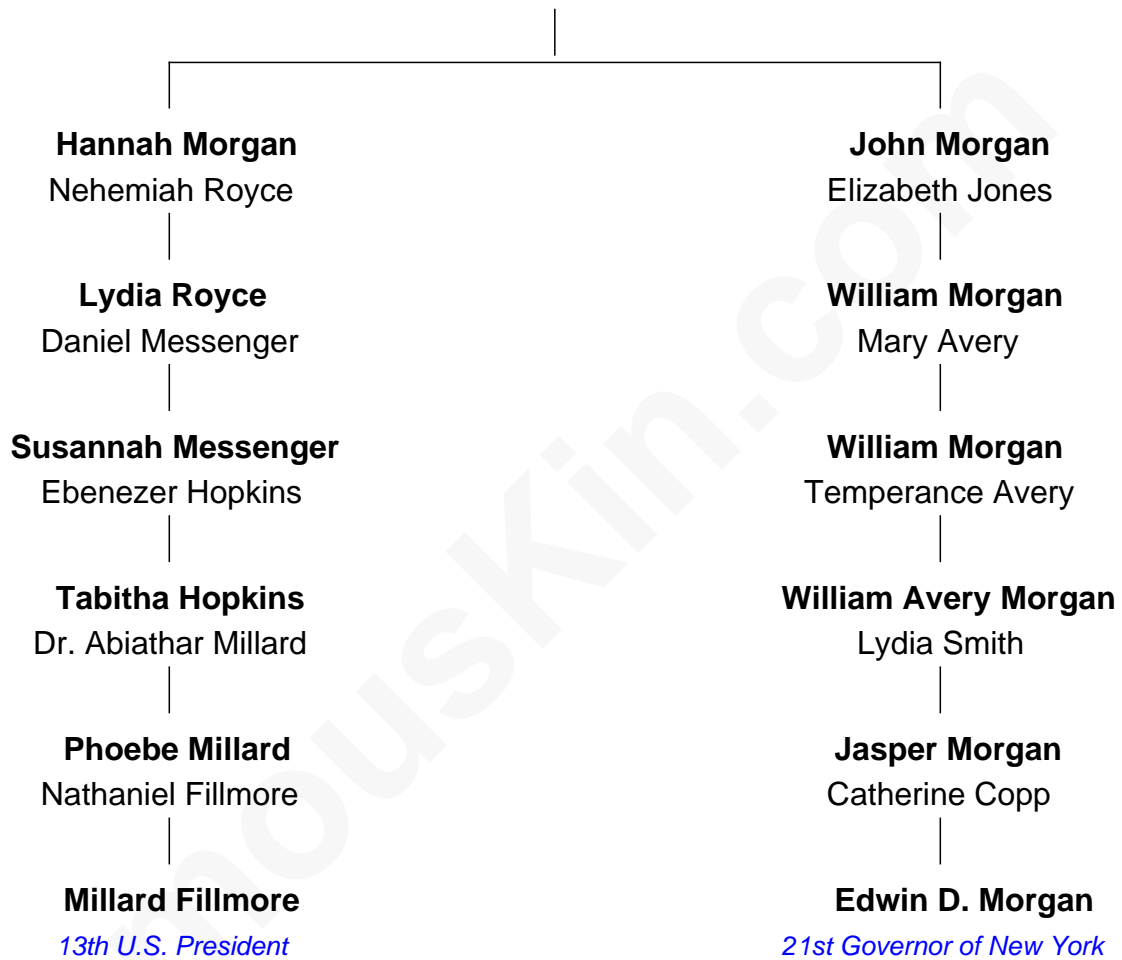 Hannah Morgan
Nehemiah Royce
John Morgan
Elizabeth Jones
Lydia Royce
Daniel Messenger
William Morgan
Mary Avery
Susannah Messenger
Ebenezer Hopkins
William Morgan
Temperance Avery
Tabitha Hopkins
Dr. Abiathar Millard
William Avery Morgan
Lydia Smith
Phoebe Millard
Nathaniel Fillmore
Jasper Morgan
Catherine Copp
Millard Fillmore
13th U.S. President
Edwin D. Morgan
21st Governor of New York
mousKin.com